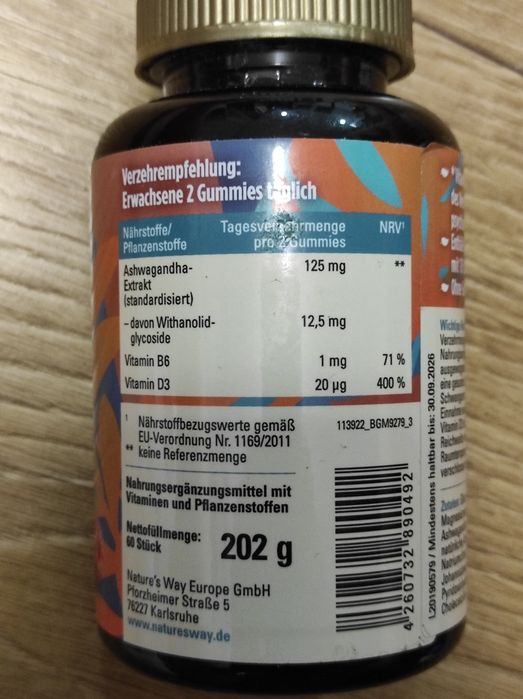 Verzehrempfehlung:
Erwachsene 2 Gummies täglich
Nährstoffe/
Pflanzenstoffe
Tagesverzehrmenge
pro 2 Gummies
NRV¹
Ashwagandha-
Extrakt
(standardisiert)
125 mg
**
– davon Withanolid-
glycoside
12,5 mg
Vitamin B6
1 mg
71 %
Vitamin D3
20 µg
400 %
¹ Nährstoffbezugswerte gemäß
EU-Verordnung Nr. 1169/2011
** keine Referenzmenge
113922_BGM9279_3
Nahrungsergänzungsmittel mit
Vitaminen und Pflanzenstoffen
Nettofüllmenge:
60 Stück
202 g
Nature's Way Europe GmbH
Pforzheimer Straße 5
76227 Karlsruhe
www.naturesway.de
4 260732 890492
L20190579 / Mindestens haltbar bis: 30.09.2026